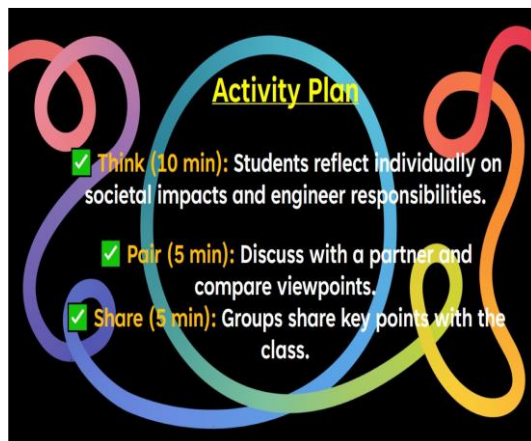 Activity Plan
✅ Think (10 min): Students reflect individually on
societal impacts and engineer responsibilities.
✅ Pair (5 min): Discuss with a partner and
compare viewpoints.
✅ Share (5 min): Groups share key points with the
class.